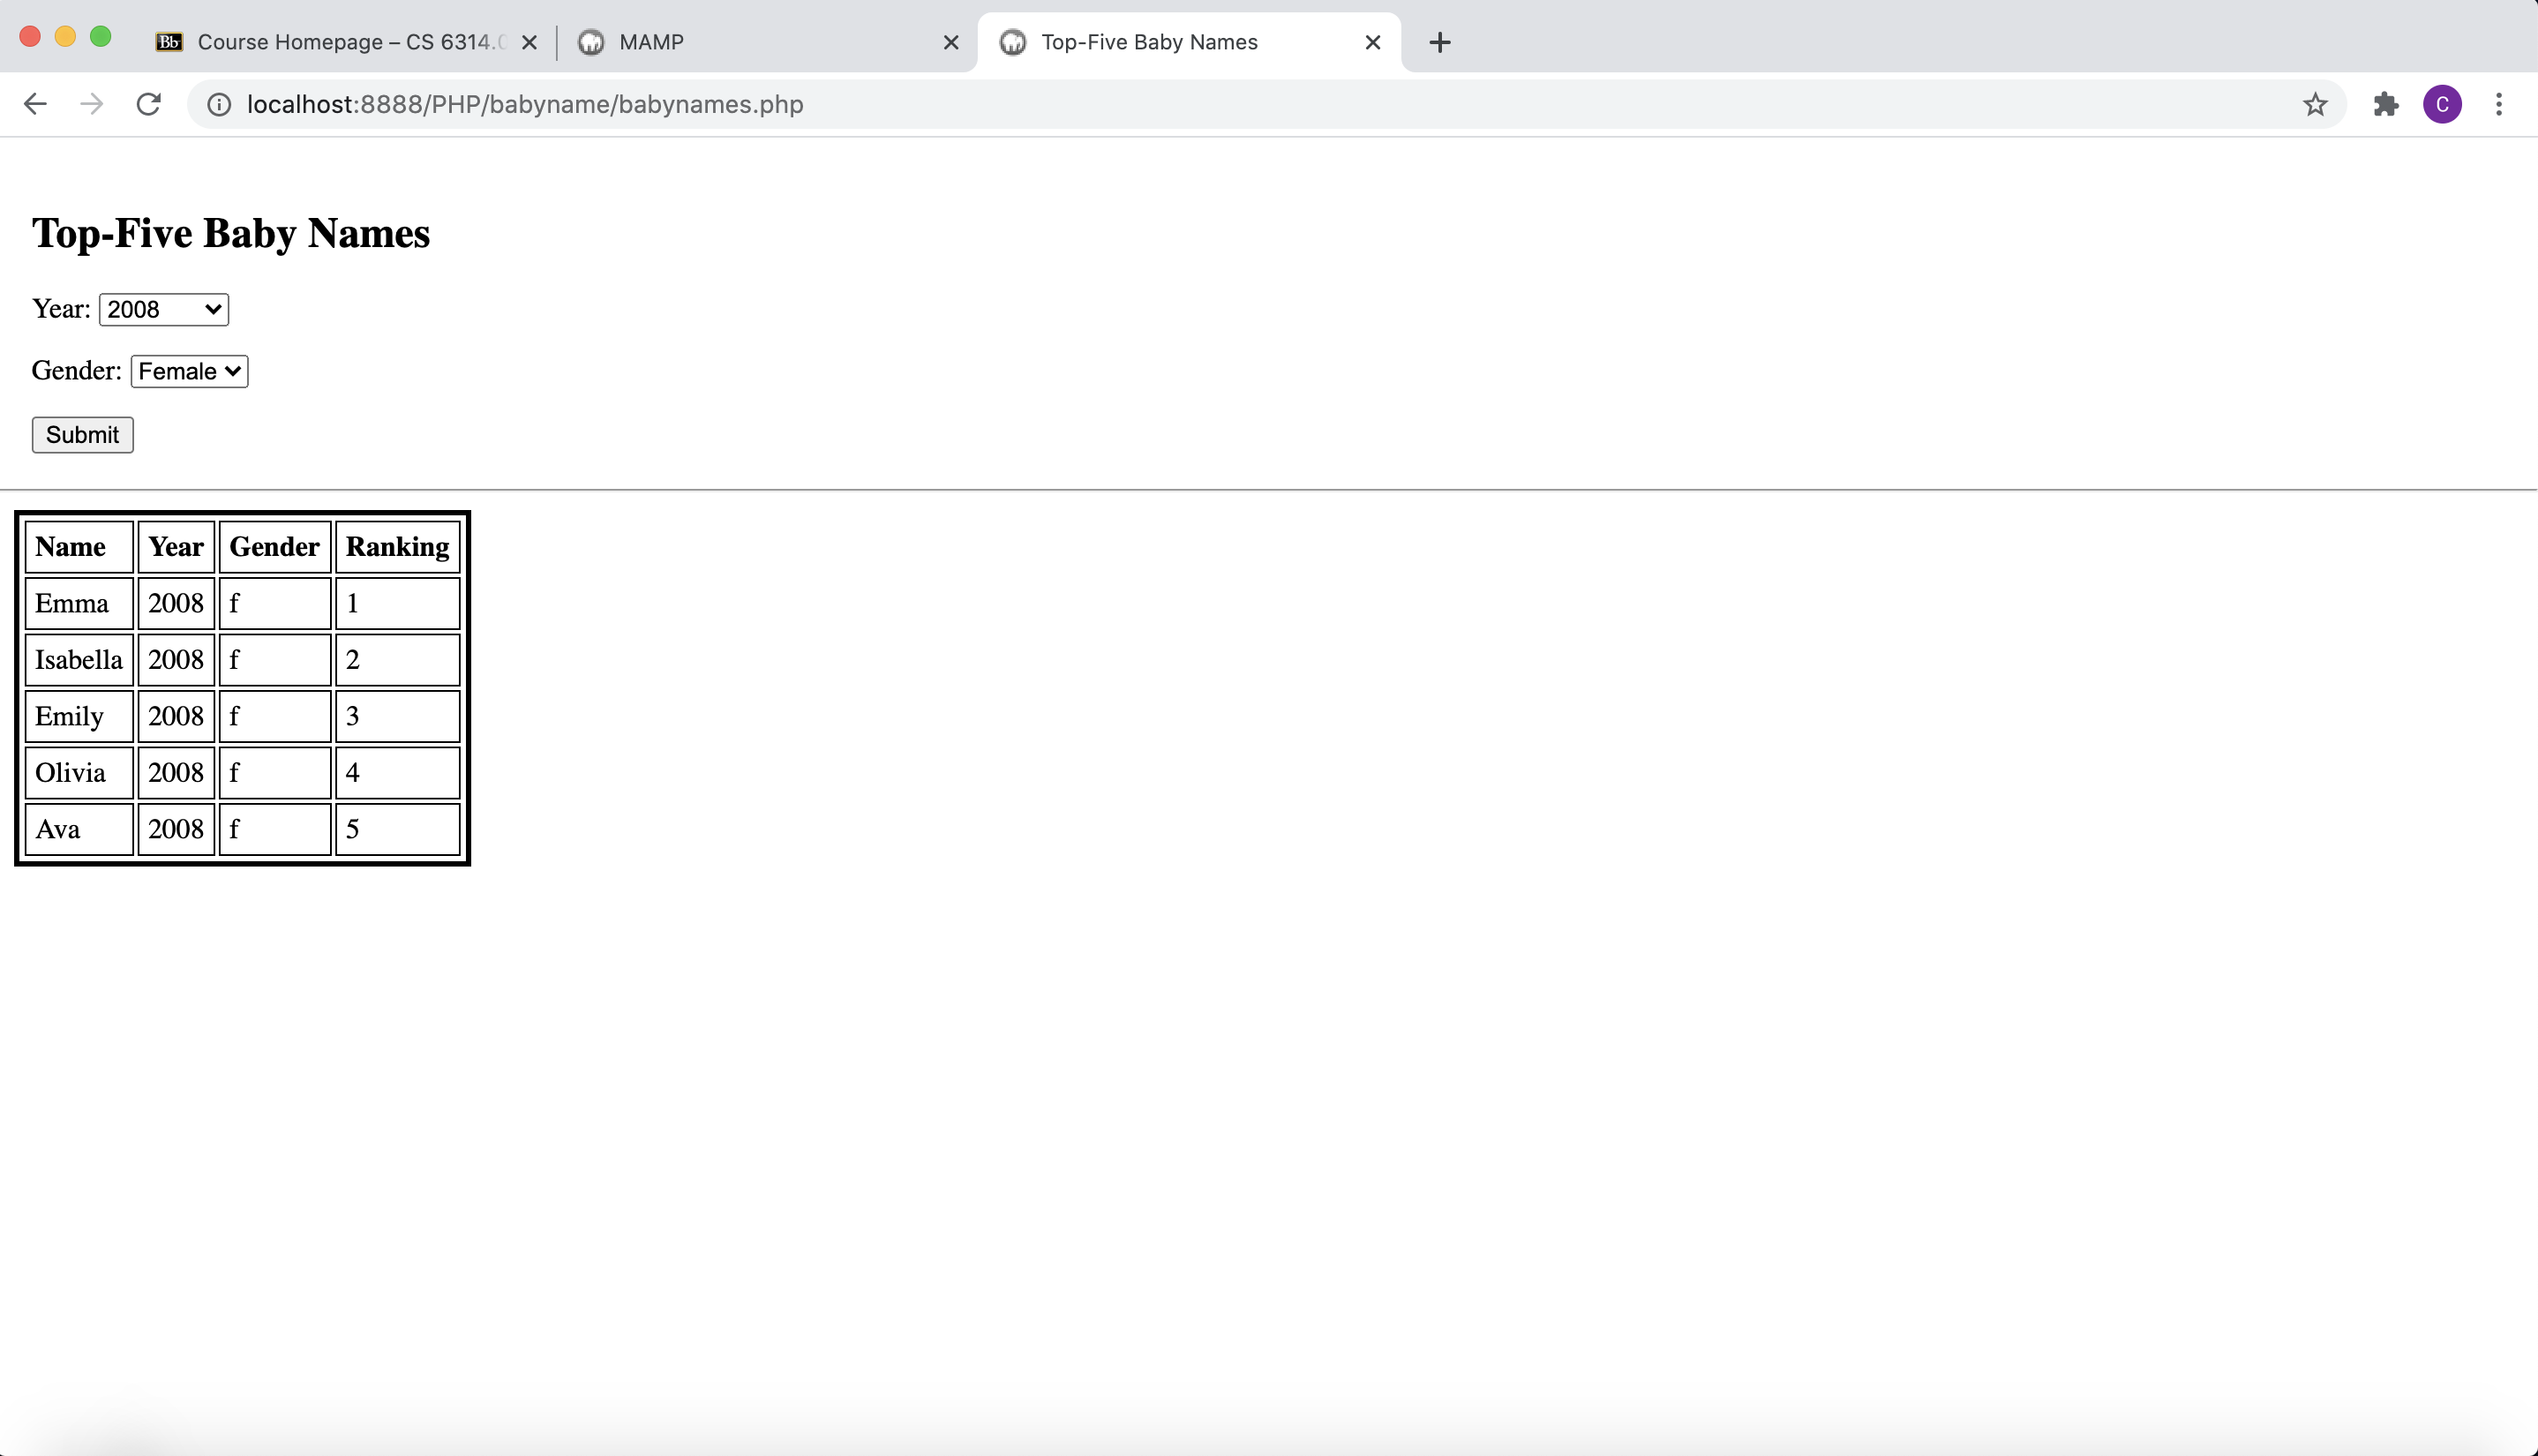 Bb Course Homepage – CS 6314.
MAMP
Top-Five Baby Names
localhost:8888/PHP/babyname/babynames.php
C
Top-Five Baby Names
Year: 2008
Gender: Female
Submit
Name Year Gender Ranking
Emma 2008 f 1
Isabella 2008 f 2
Emily 2008 f 3
Olivia 2008 f 4
Ava 2008 f 5